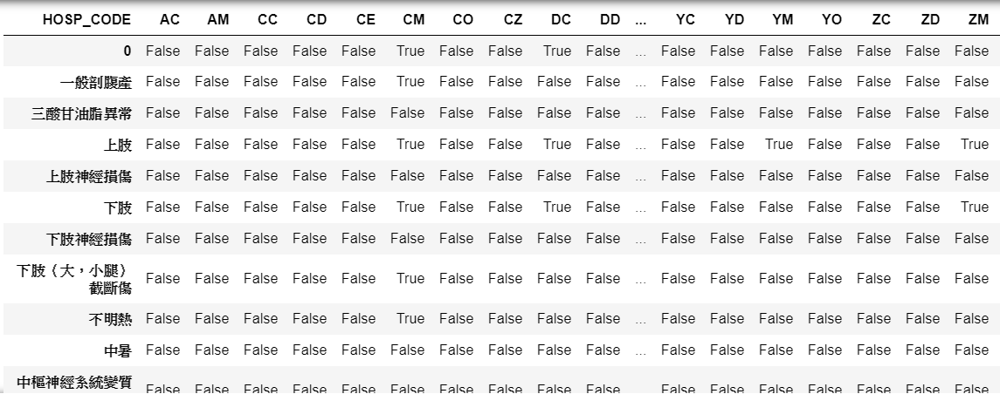 HOSP_CODE AC AM CC CD CE CM CO CZ DC DD ... YC YD YM YO ZC ZD ZM
0 False False False False False True False False True False ... False False False False False False False
一般剖腹產 False False False False False True False False False False ... False False False False False False False
三酸甘油脂異常 False False False False False False False False False False ... False False False False False False False
上肢 False False False False False True False False True False ... False False True False False False True
上肢神經損傷 False False False False False False False False False False ... False False False False False False False
下肢 False False False False False True False False True False ... False False False False False False True
下肢神經損傷 False False False False False False False False False False ... False False False False False False False
下肢（大，小腿）
截斷傷 False False False False False True False False False False ... False False False False False False False
不明熱 False False False False False True False False False False ... False False False False False False False
中暑 False False False False False False False False False False ... False False False False False False False
中樞神經系統變質
False False False False False False False False False False ... False False False False False False False